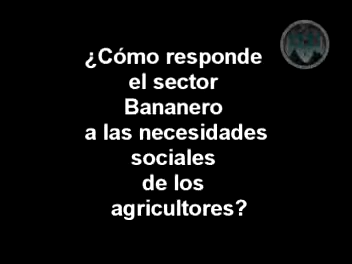 ¿Cómo responde
el sector
Bananero
a las necesidades
sociales
de los
agricultores?